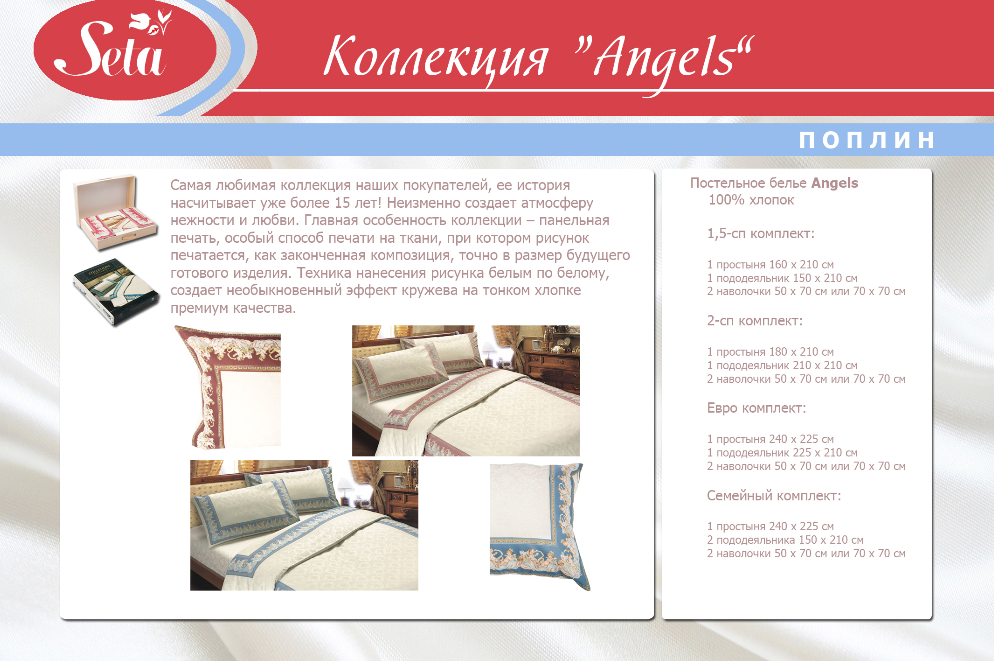 Seta
Коллекция ”Angels“
ПОПЛИН
Самая любимая коллекция наших покупателей, ее история
насчитывает уже более 15 лет! Неизменно создает атмосферу
нежности и любви. Главная особенность коллекции – панельная
печать, особый способ печати на ткани, при котором рисунок
печатается, как законченная композиция, точно в размер будущего
готового изделия. Техника нанесения рисунка белым по белому,
создает необыкновенный эффект кружева на тонком хлопке
премиум качества.
Постельное белье Angels
100% хлопок
1,5-сп комплект:
1 простыня 160 x 210 см
1 пододеяльник 150 x 210 см
2 наволочки 50 x 70 см или 70 x 70 см
2-сп комплект:
1 простыня 180 x 210 см
1 пододеяльник 210 x 210 см
2 наволочки 50 x 70 см или 70 x 70 см
Евро комплект:
1 простыня 240 x 225 см
1 пододеяльник 225 x 210 см
2 наволочки 50 x 70 см или 70 x 70 см
Семейный комплект:
1 простыня 240 x 225 см
2 пододеяльника 150 x 210 см
2 наволочки 50 x 70 см или 70 x 70 см